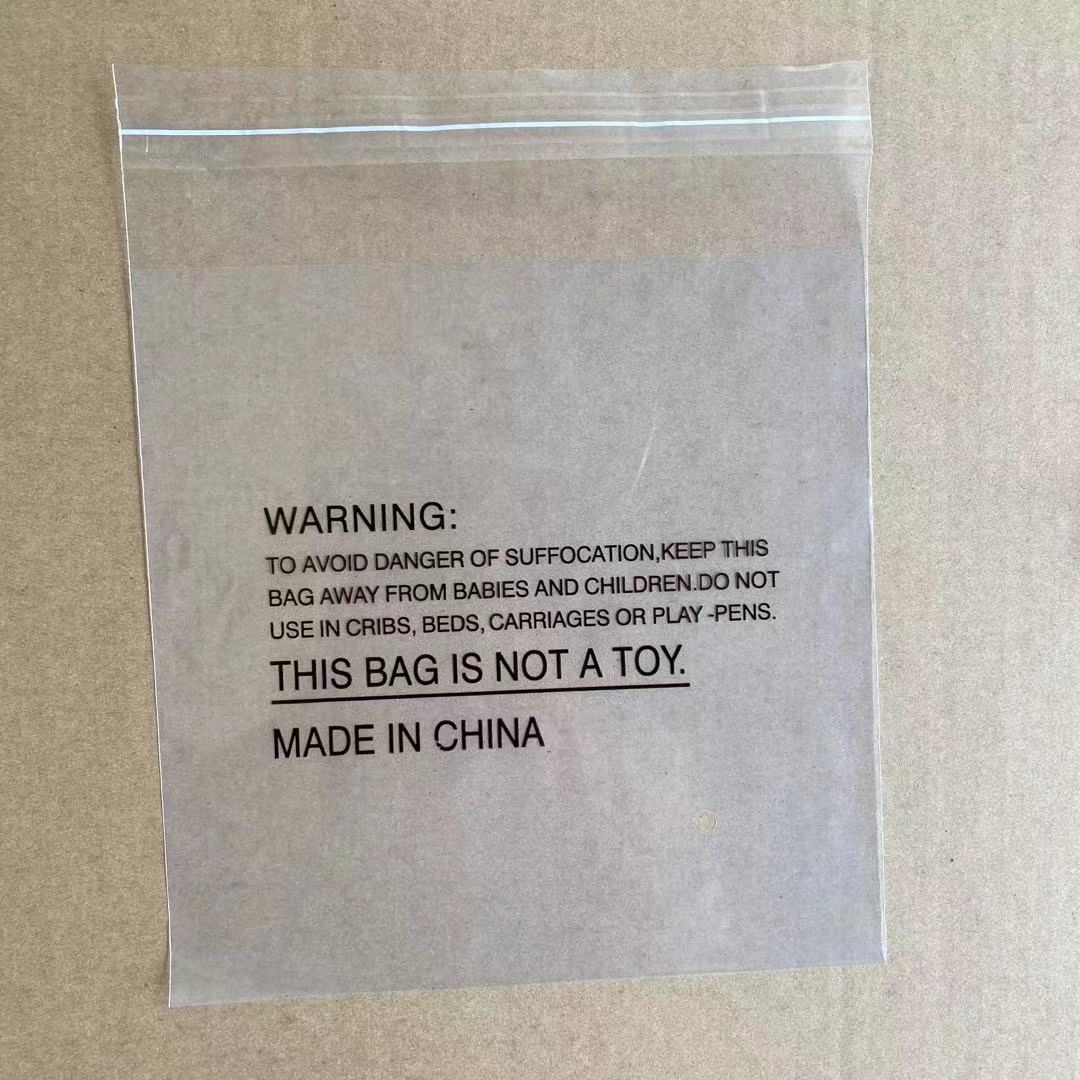 WARNING:
TO AVOID DANGER OF SUFFOCATION,KEEP THIS
BAG AWAY FROM BABIES AND CHILDREN.DO NOT
USE IN CRIBS, BEDS, CARRIAGES OR PLAY -PENS.
THIS BAG IS NOT A TOY.
MADE IN CHINA